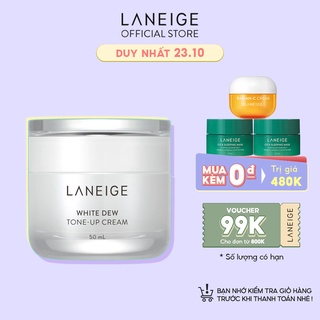 LANEIGE
OFFICIAL STORE
DUY NHẤT 23.10
LANEIGE
WHITE DEW
TONE-UP CREAM
50 mL
MUA KÈM 0đ
Trị giá 480K
VOUCHER
99K
Cho đơn từ 800K
LANEIGE
* Số lượng có hạn
BẠN NHỚ KIỂM TRA GIỎ HÀNG
TRƯỚC KHI THANH TOÁN NHÉ !